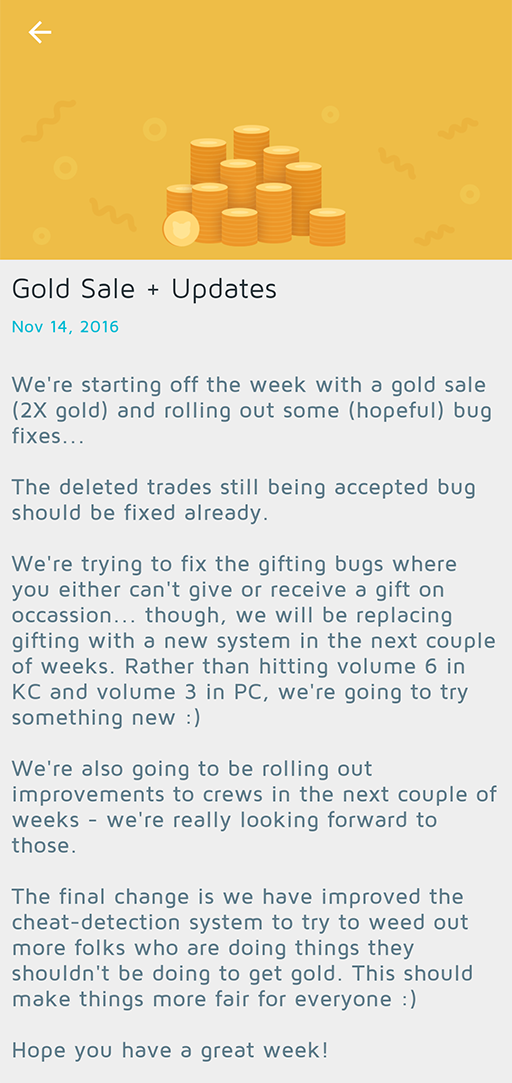 Gold Sale + Updates
Nov 14, 2016
We're starting off the week with a gold sale
(2X gold) and rolling out some (hopeful) bug
fixes...
The deleted trades still being accepted bug
should be fixed already.
We're trying to fix the gifting bugs where
you either can't give or receive a gift on
occassion... though, we will be replacing
gifting with a new system in the next couple
of weeks. Rather than hitting volume 6 in
KC and volume 3 in PC, we're going to try
something new :)
We're also going to be rolling out
improvements to crews in the next couple of
weeks - we're really looking forward to
those.
The final change is we have improved the
cheat-detection system to try to weed out
more folks who are doing things they
shouldn't be doing to get gold. This should
make things more fair for everyone :)
Hope you have a great week!